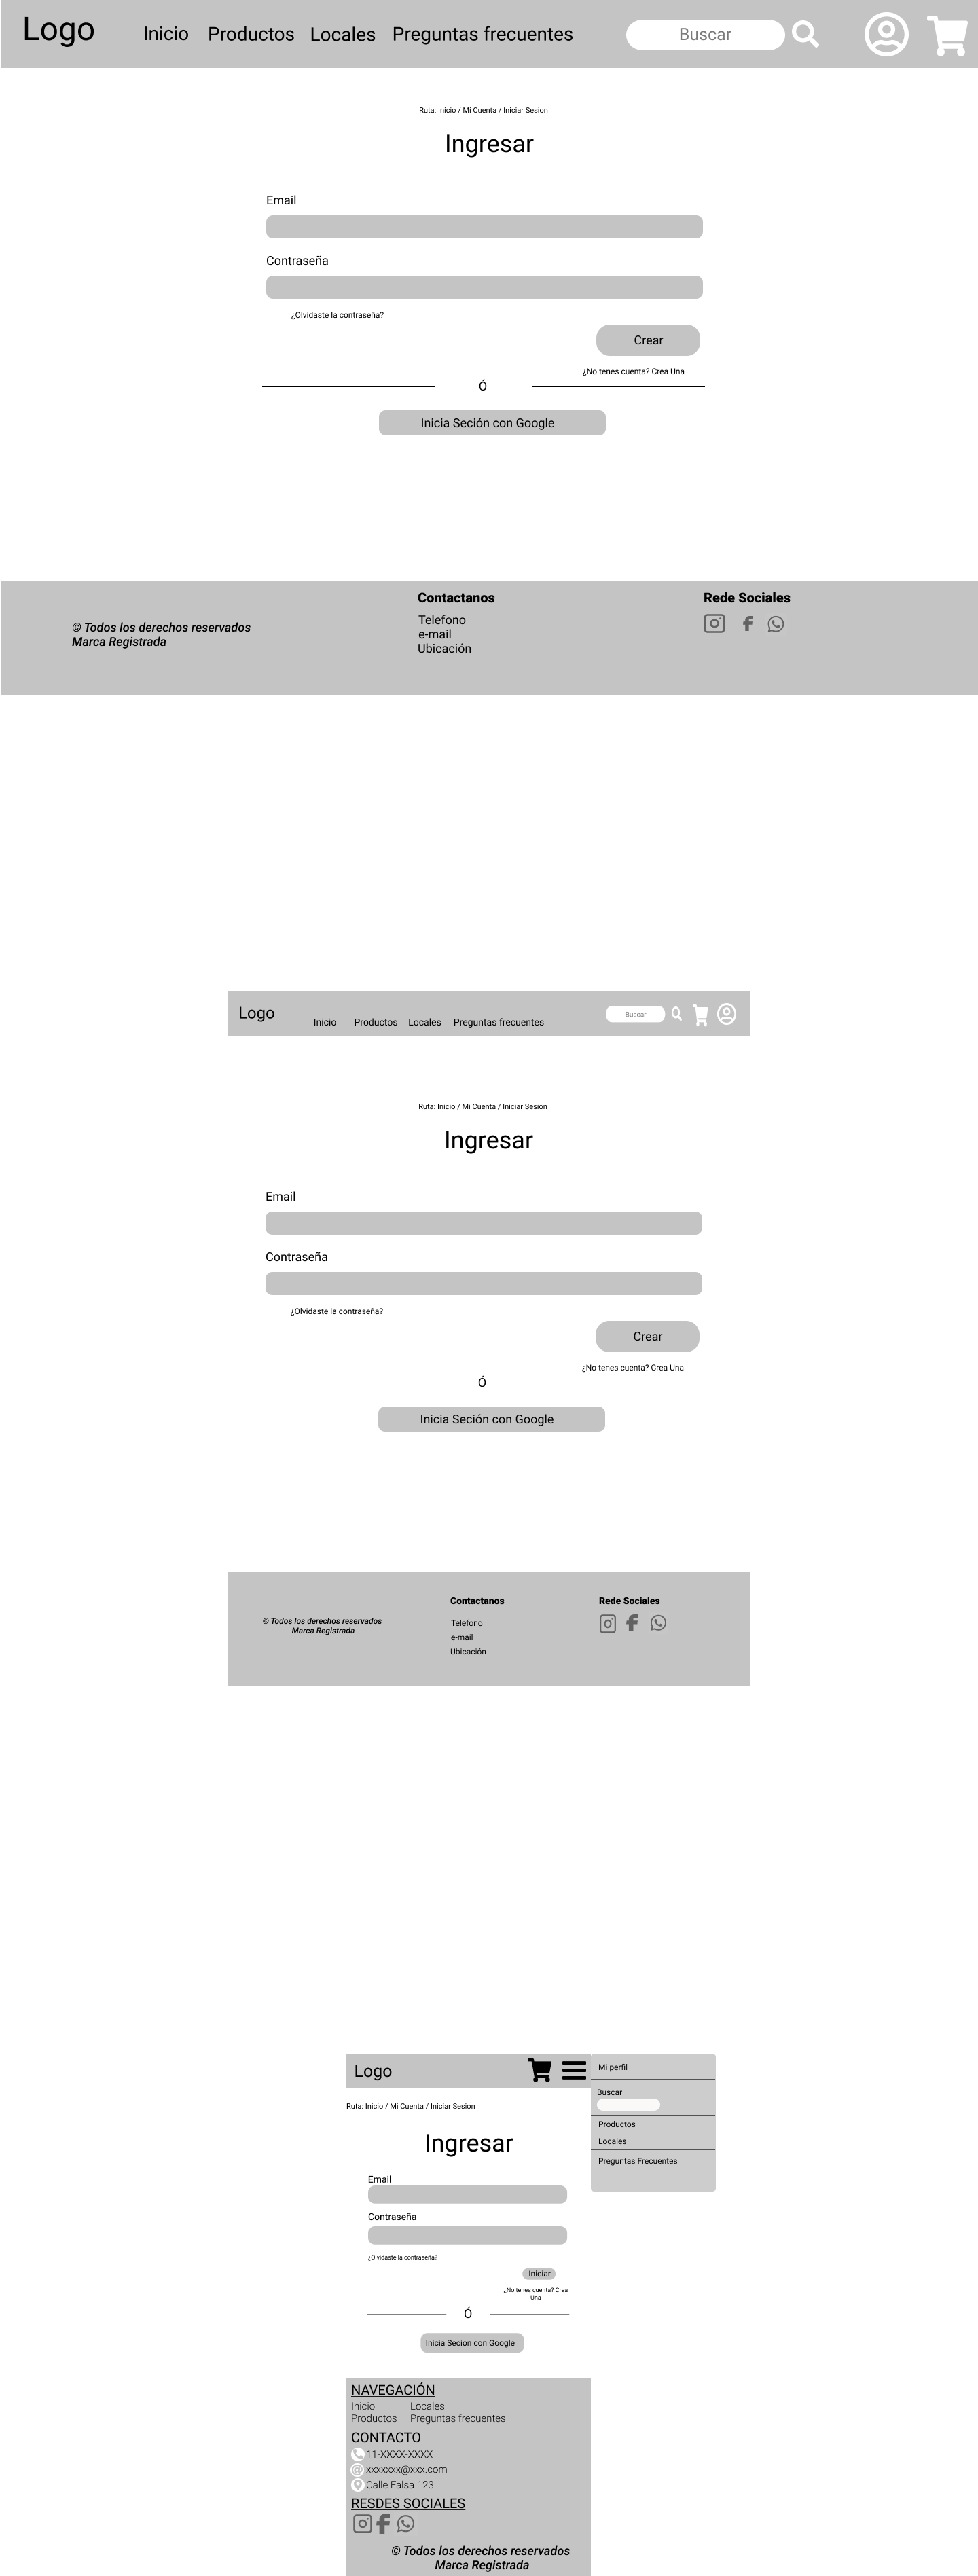 Logo
Inicio Productos Locales Preguntas frecuentes
Buscar
Ruta: Inicio / Mi Cuenta / Iniciar Sesion
Ingresar
Email
Contraseña
¿Olvidaste la contraseña?
Crear
¿No tenes cuenta? Crea Una
Ó
Inicia Seción con Google
© Todos los derechos reservados
Marca Registrada
Contactanos
Telefono
e-mail
Ubicación
Rede Sociales
Logo
Inicio Productos Locales Preguntas frecuentes
Buscar
Ruta: Inicio / Mi Cuenta / Iniciar Sesion
Ingresar
Email
Contraseña
¿Olvidaste la contraseña?
Crear
¿No tenes cuenta? Crea Una
Ó
Inicia Seción con Google
© Todos los derechos reservados
Marca Registrada
Contactanos
Telefono
e-mail
Ubicación
Rede Sociales
Logo
Ruta: Inicio / Mi Cuenta / Iniciar Sesion
Ingresar
Email
Contraseña
¿Olvidaste la contraseña?
Iniciar
¿No tenes cuenta? Crea
Una
Ó
Inicia Seción con Google
Mi perfil
Buscar
Productos
Locales
Preguntas Frecuentes
NAVEGACIÓN
Inicio Locales
Productos Preguntas frecuentes
CONTACTO
11-XXXX-XXXX
xxxxxxx@xxx.com
Calle Falsa 123
RESDES SOCIALES
© Todos los derechos reservados
Marca Registrada